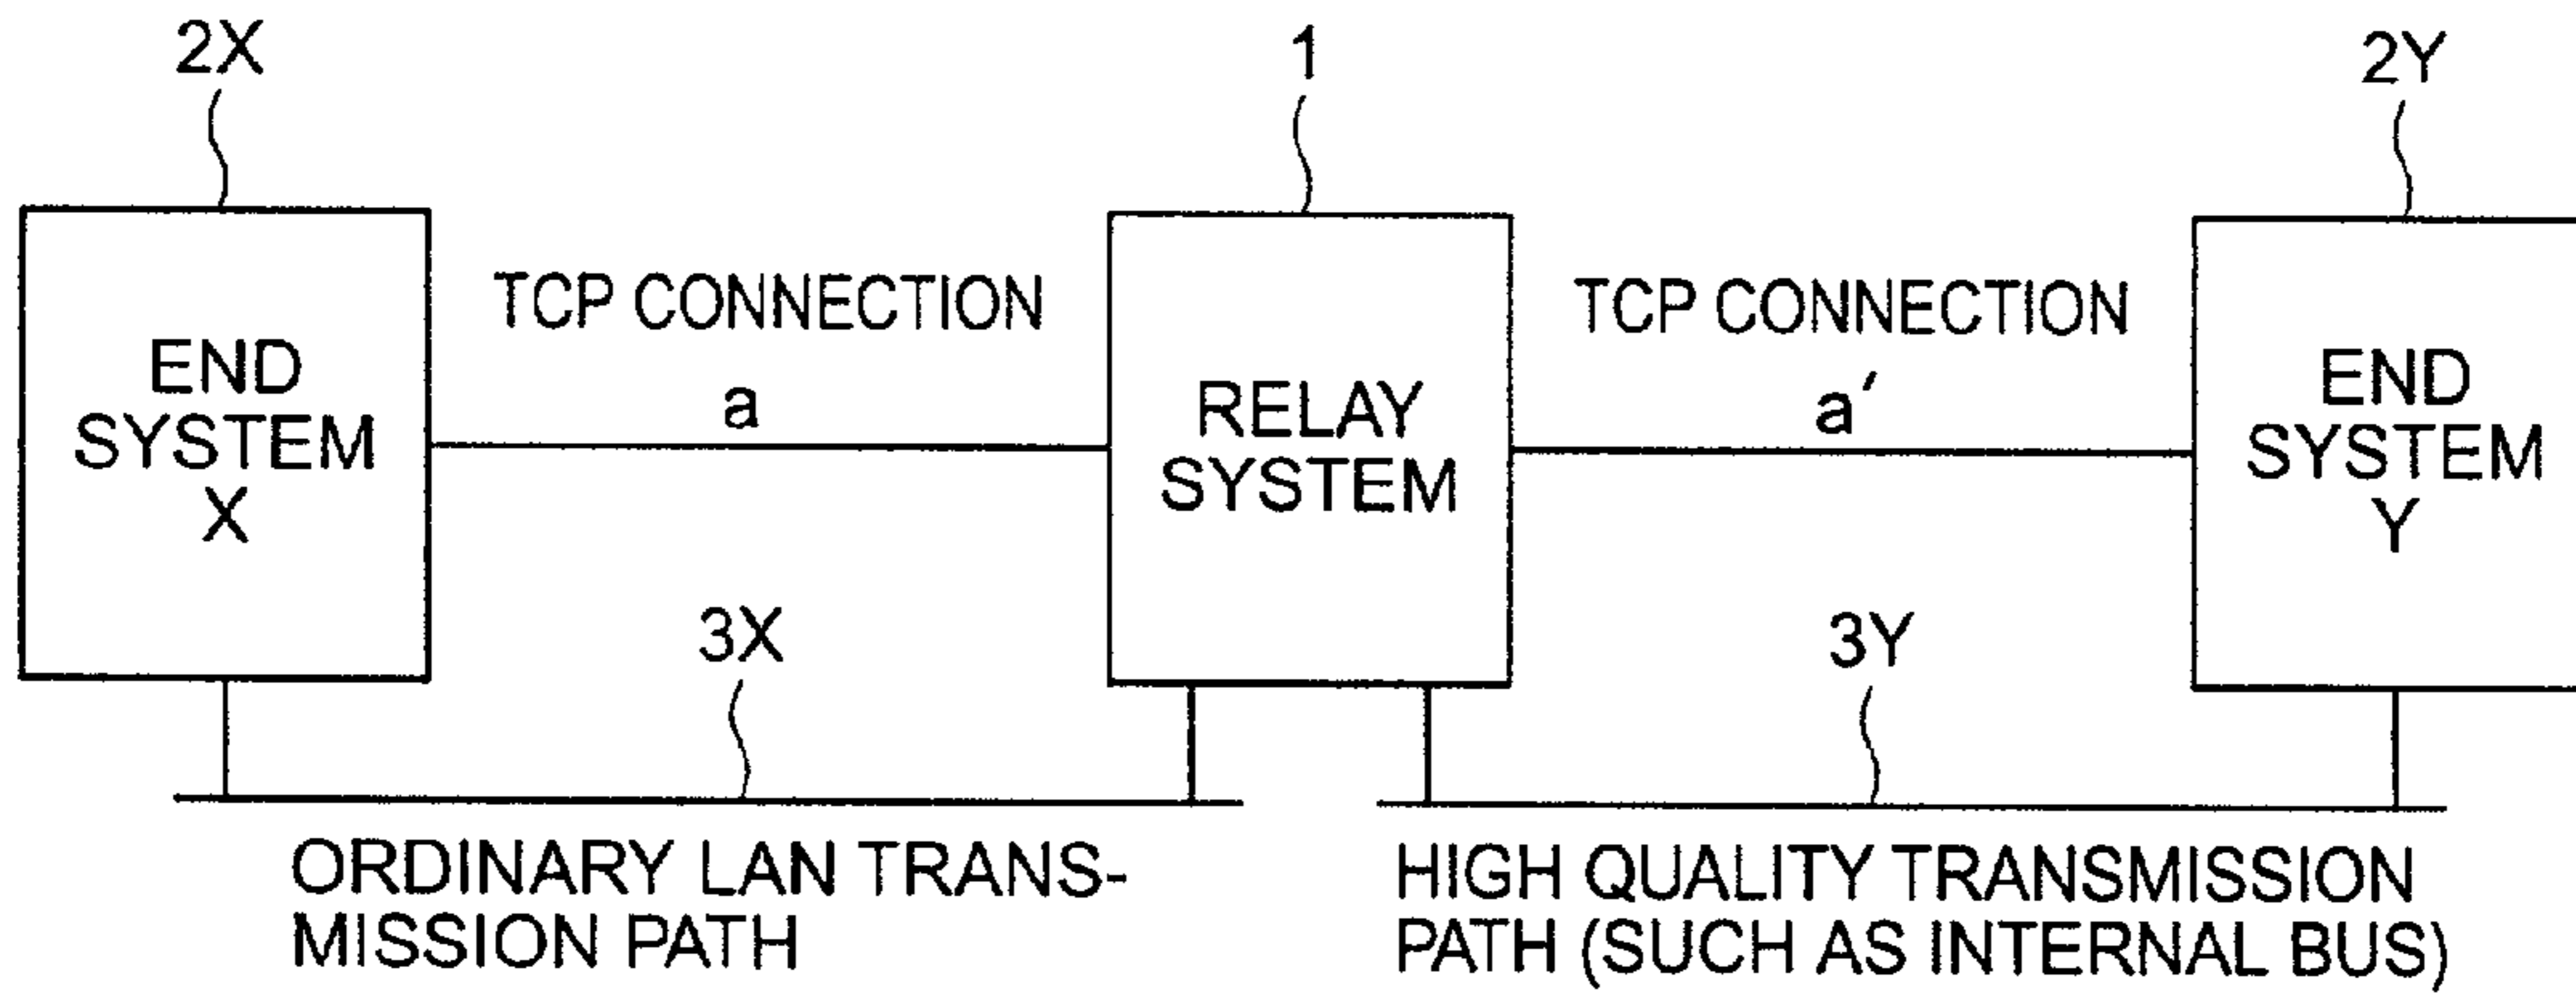 2X
1
2Y
END
SYSTEM
X
TCP CONNECTION
a
RELAY
SYSTEM
TCP CONNECTION
a′
END
SYSTEM
Y
3X
3Y
ORDINARY LAN TRANS-
MISSION PATH
HIGH QUALITY TRANSMISSION
PATH (SUCH AS INTERNAL BUS)